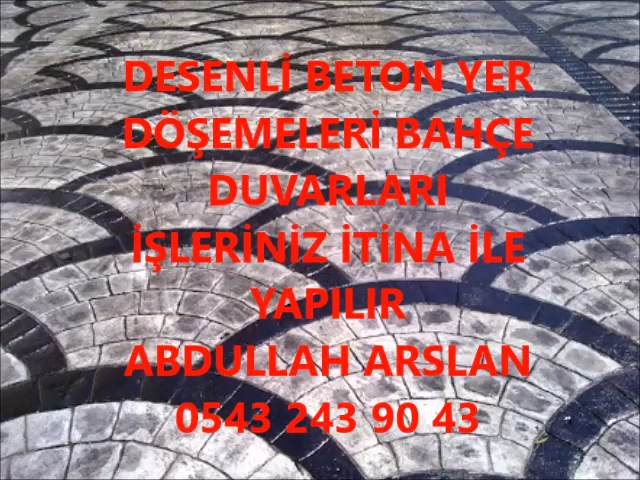 DESENLİ BETON YER
DÖŞEMELERİ BAHÇE
DUVARLARI
İŞLERİNİZ İTİNA İLE
YAPILIR
ABDULLAH ARSLAN
0543 243 90 43